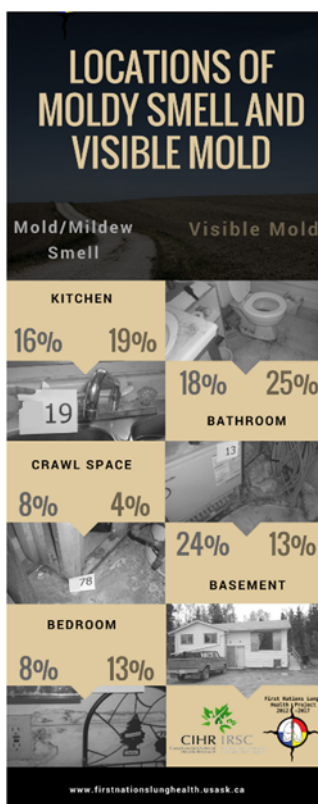 LOCATIONS OF
MOLDY SMELL AND
VISIBLE MOLD
Mold/Mildew
Smell
Visible Mold
KITCHEN
16% 19%
19
18% 25%
BATHROOM
CRAWL SPACE
8% 4%
13
78
24% 13%
BASEMENT
BEDROOM
8% 13%
First Nations Lung
Health Project
2012 -2017
CIHR IRSC
www.firstnationslunghealth.usask.ca